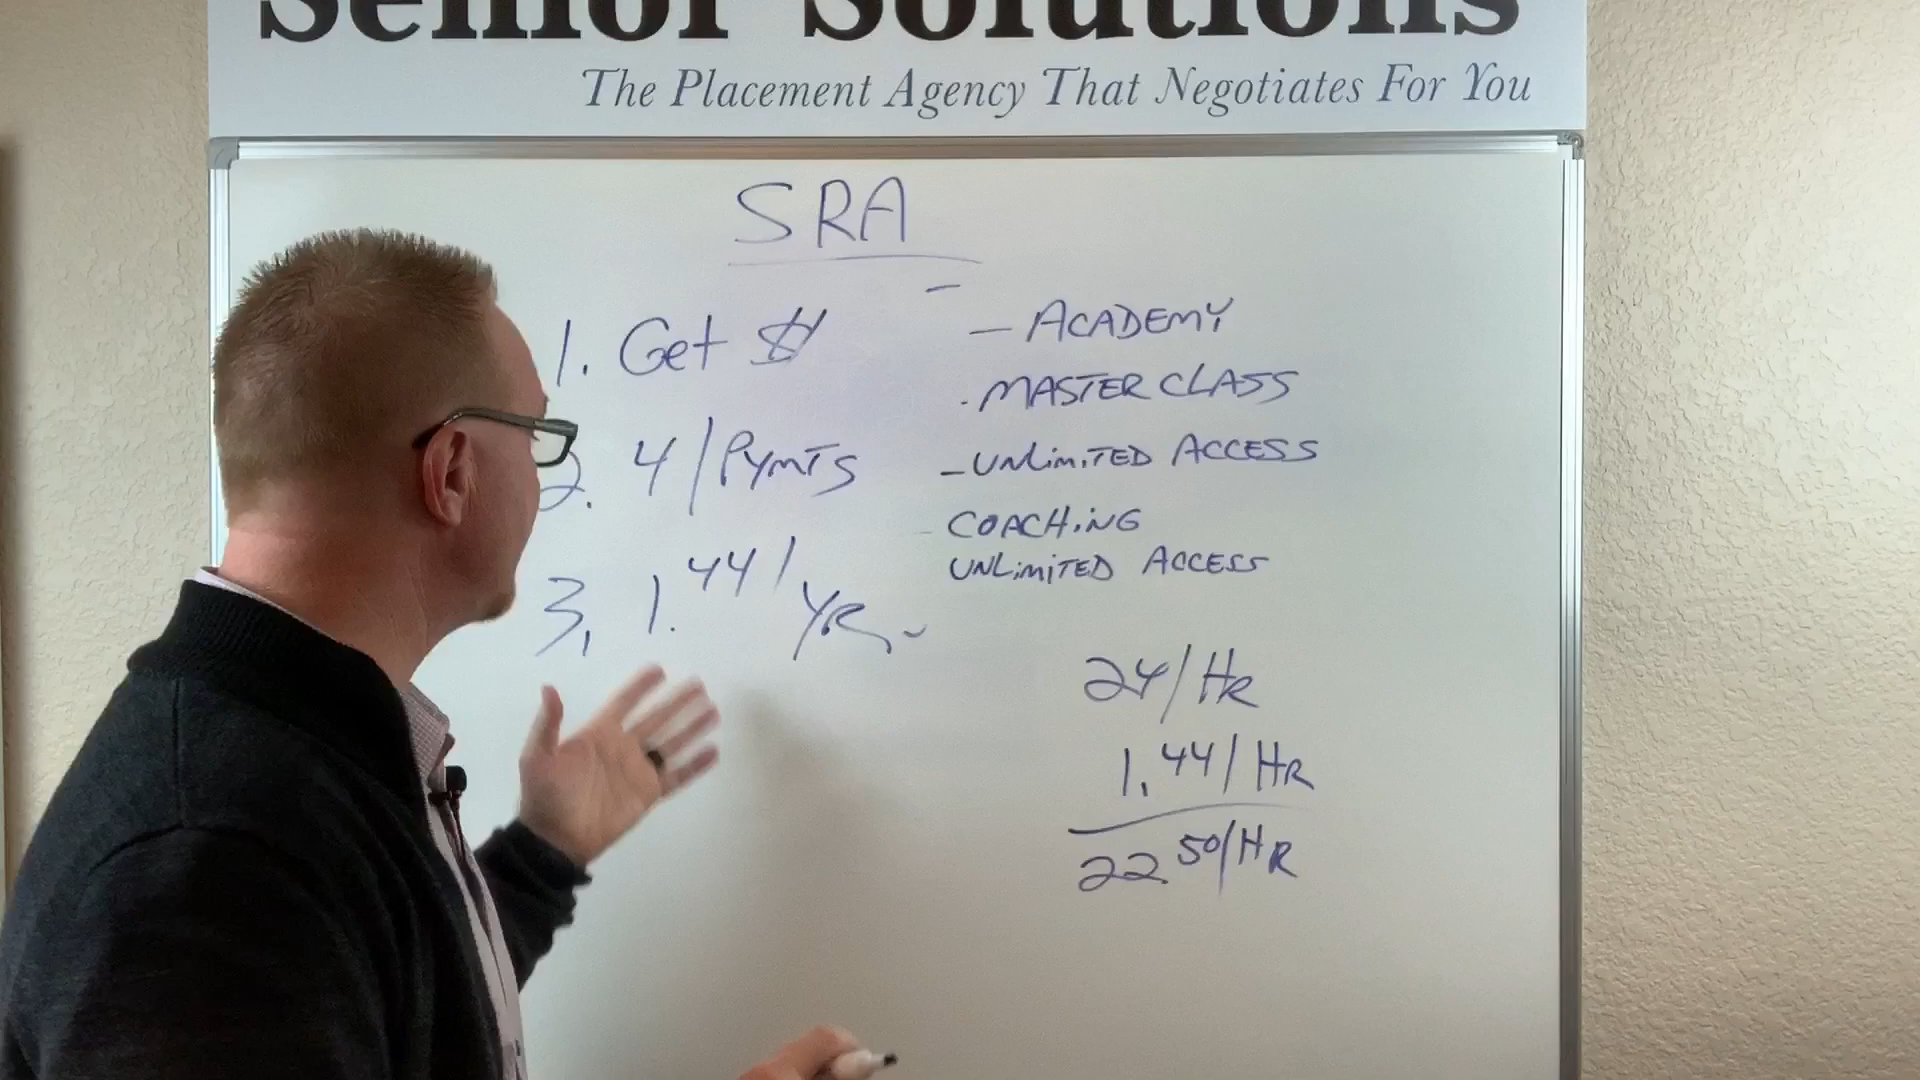 Senior Solutions
The Placement Agency That Negotiates For You
SRA
1. Get $
2. 4/Pymts
3, 1.44/YR.
- ACADEMY
. MASTER CLASS
- UNLIMITED ACCESS
COACHING
UNLIMITED ACCESS
24/HR
1.44/HR
22 50/HR